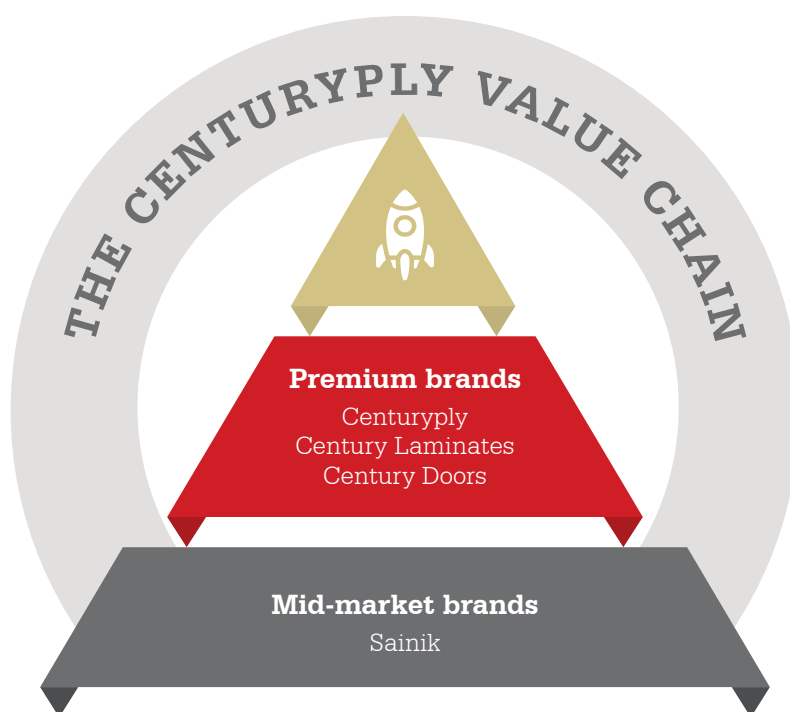 THE CENTURYPLY VALUE CHAIN
Premium brands
Centuryply
Century Laminates
Century Doors
Mid-market brands
Sainik